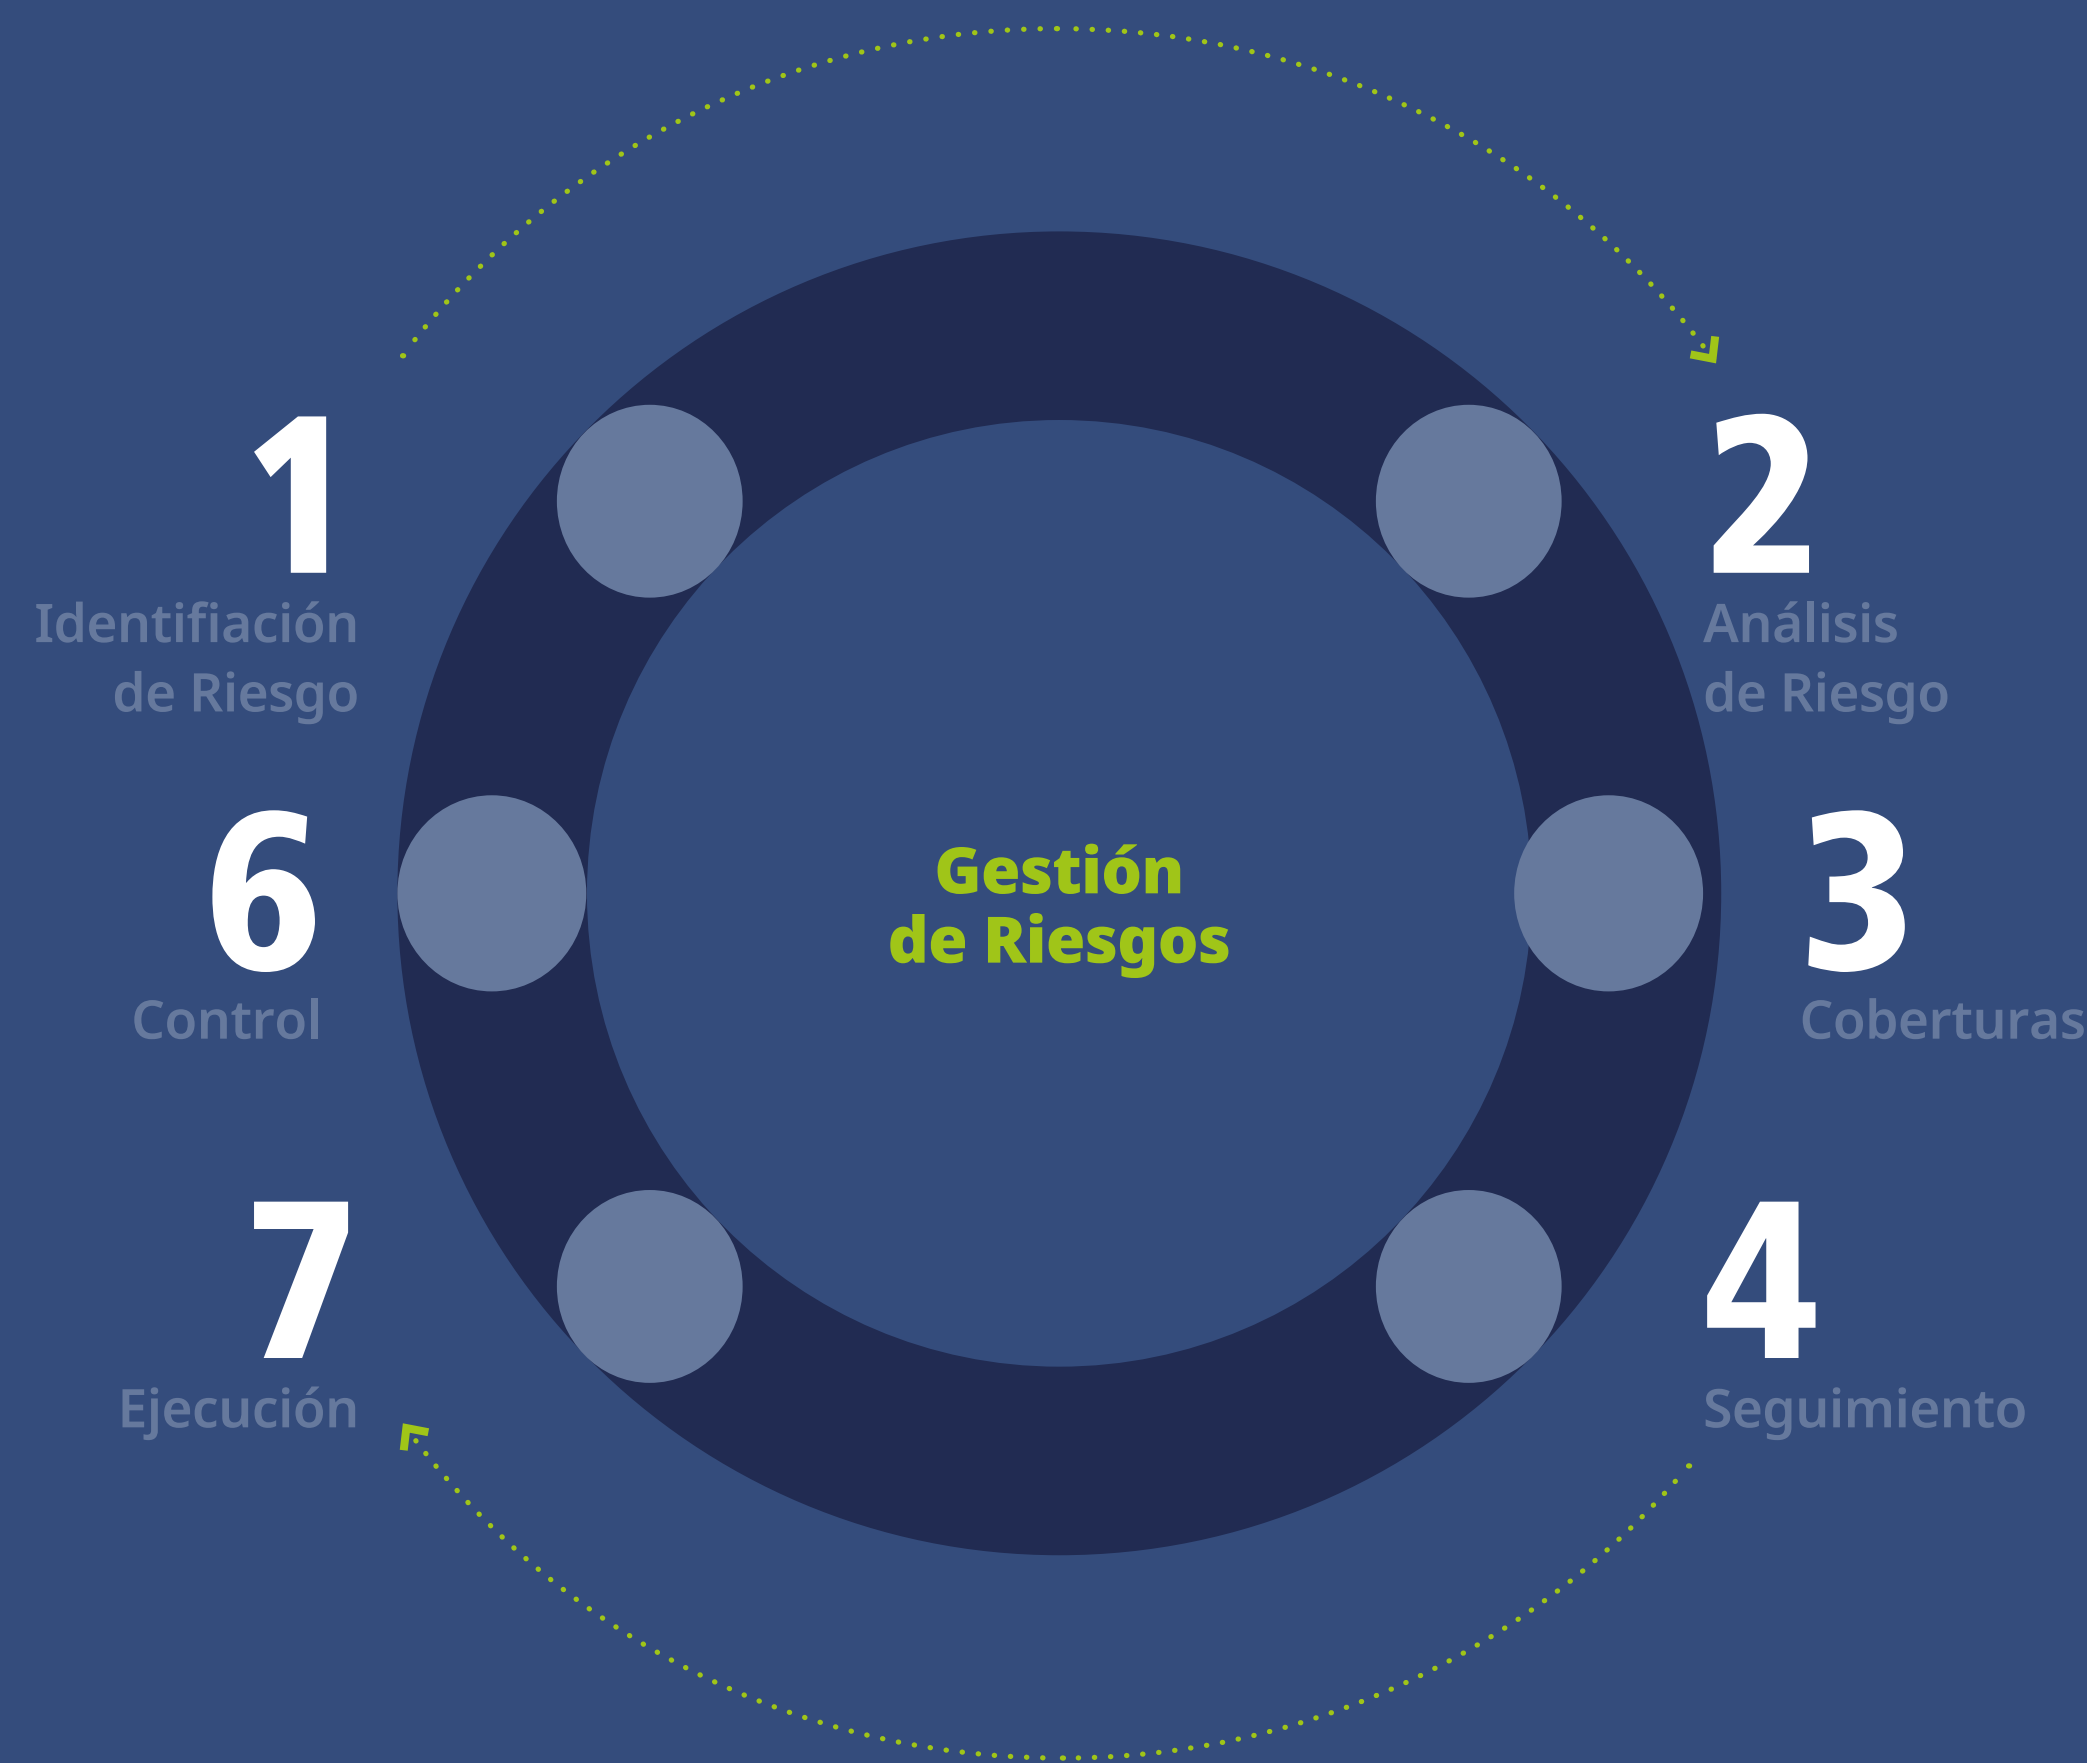 1
Identifiación
de Riesgo
2
Análisis
de Riesgo
6
Control
Gestión
de Riesgos
3
Coberturas
7
Ejecución
4
Seguimiento